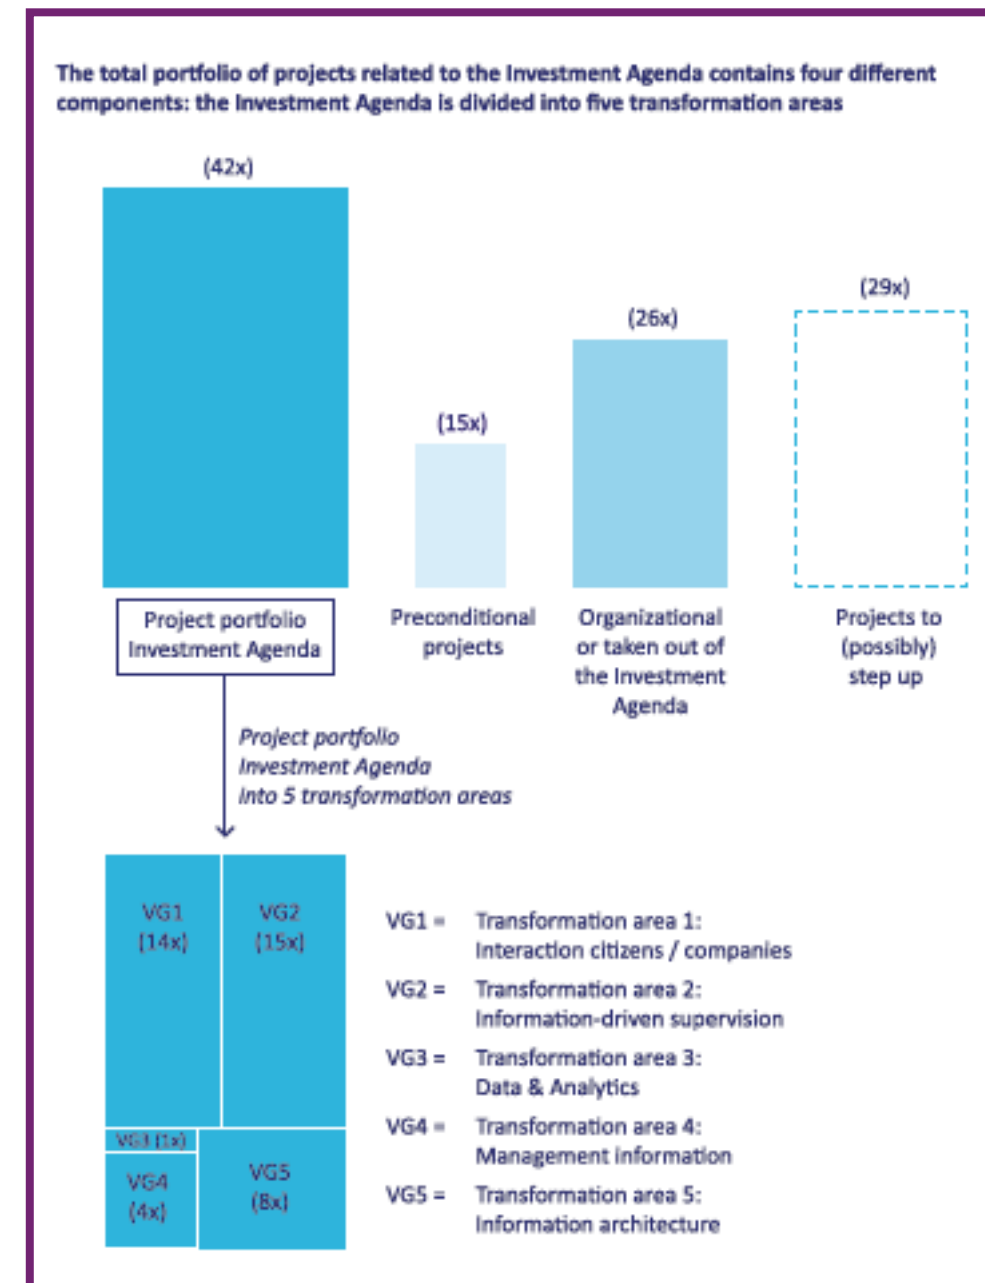 The total portfolio of projects related to the Investment Agenda contains four different
components: the Investment Agenda is divided into five transformation areas
(42x)
(29x)
(26x)
(15x)
Project portfolio
Investment Agenda
Preconditional
projects
Organizational
or taken out of
the Investment
Agenda
Projects to
(possibly)
step up
Project portfolio
Investment Agenda
Into 5 transformation areas
VG1
(14x)
VG2
(15x)
VG3 (1x)
VG4
(4x)
VG5
(8x)
VG1 = Transformation area 1:
Interaction citizens / companies
VG2 = Transformation area 2:
Information-driven supervision
VG3 = Transformation area 3:
Data & Analytics
VG4 = Transformation area 4:
Management information
VG5 = Transformation area 5:
Information architecture